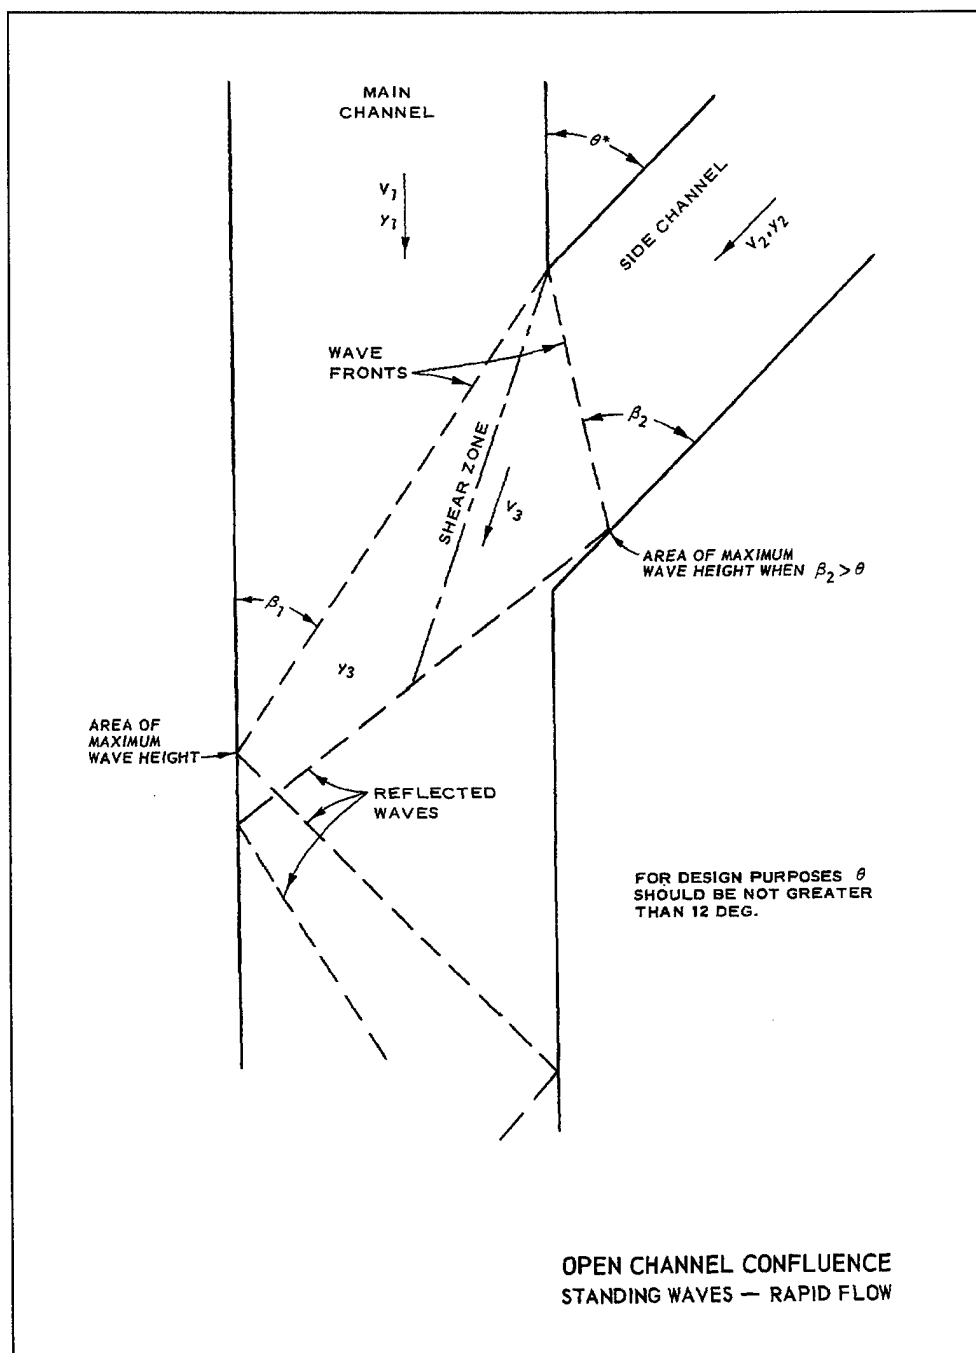 MAIN
CHANNEL
θ*
V1
y1
SIDE CHANNEL
V2, y2
WAVE
FRONTS
β2
SHEAR ZONE
V3
AREA OF MAXIMUM
WAVE HEIGHT WHEN β2 > θ
β1
y3
AREA OF
MAXIMUM
WAVE HEIGHT
REFLECTED
WAVES
FOR DESIGN PURPOSES θ
SHOULD BE NOT GREATER
THAN 12 DEG.
OPEN CHANNEL CONFLUENCE
STANDING WAVES — RAPID FLOW